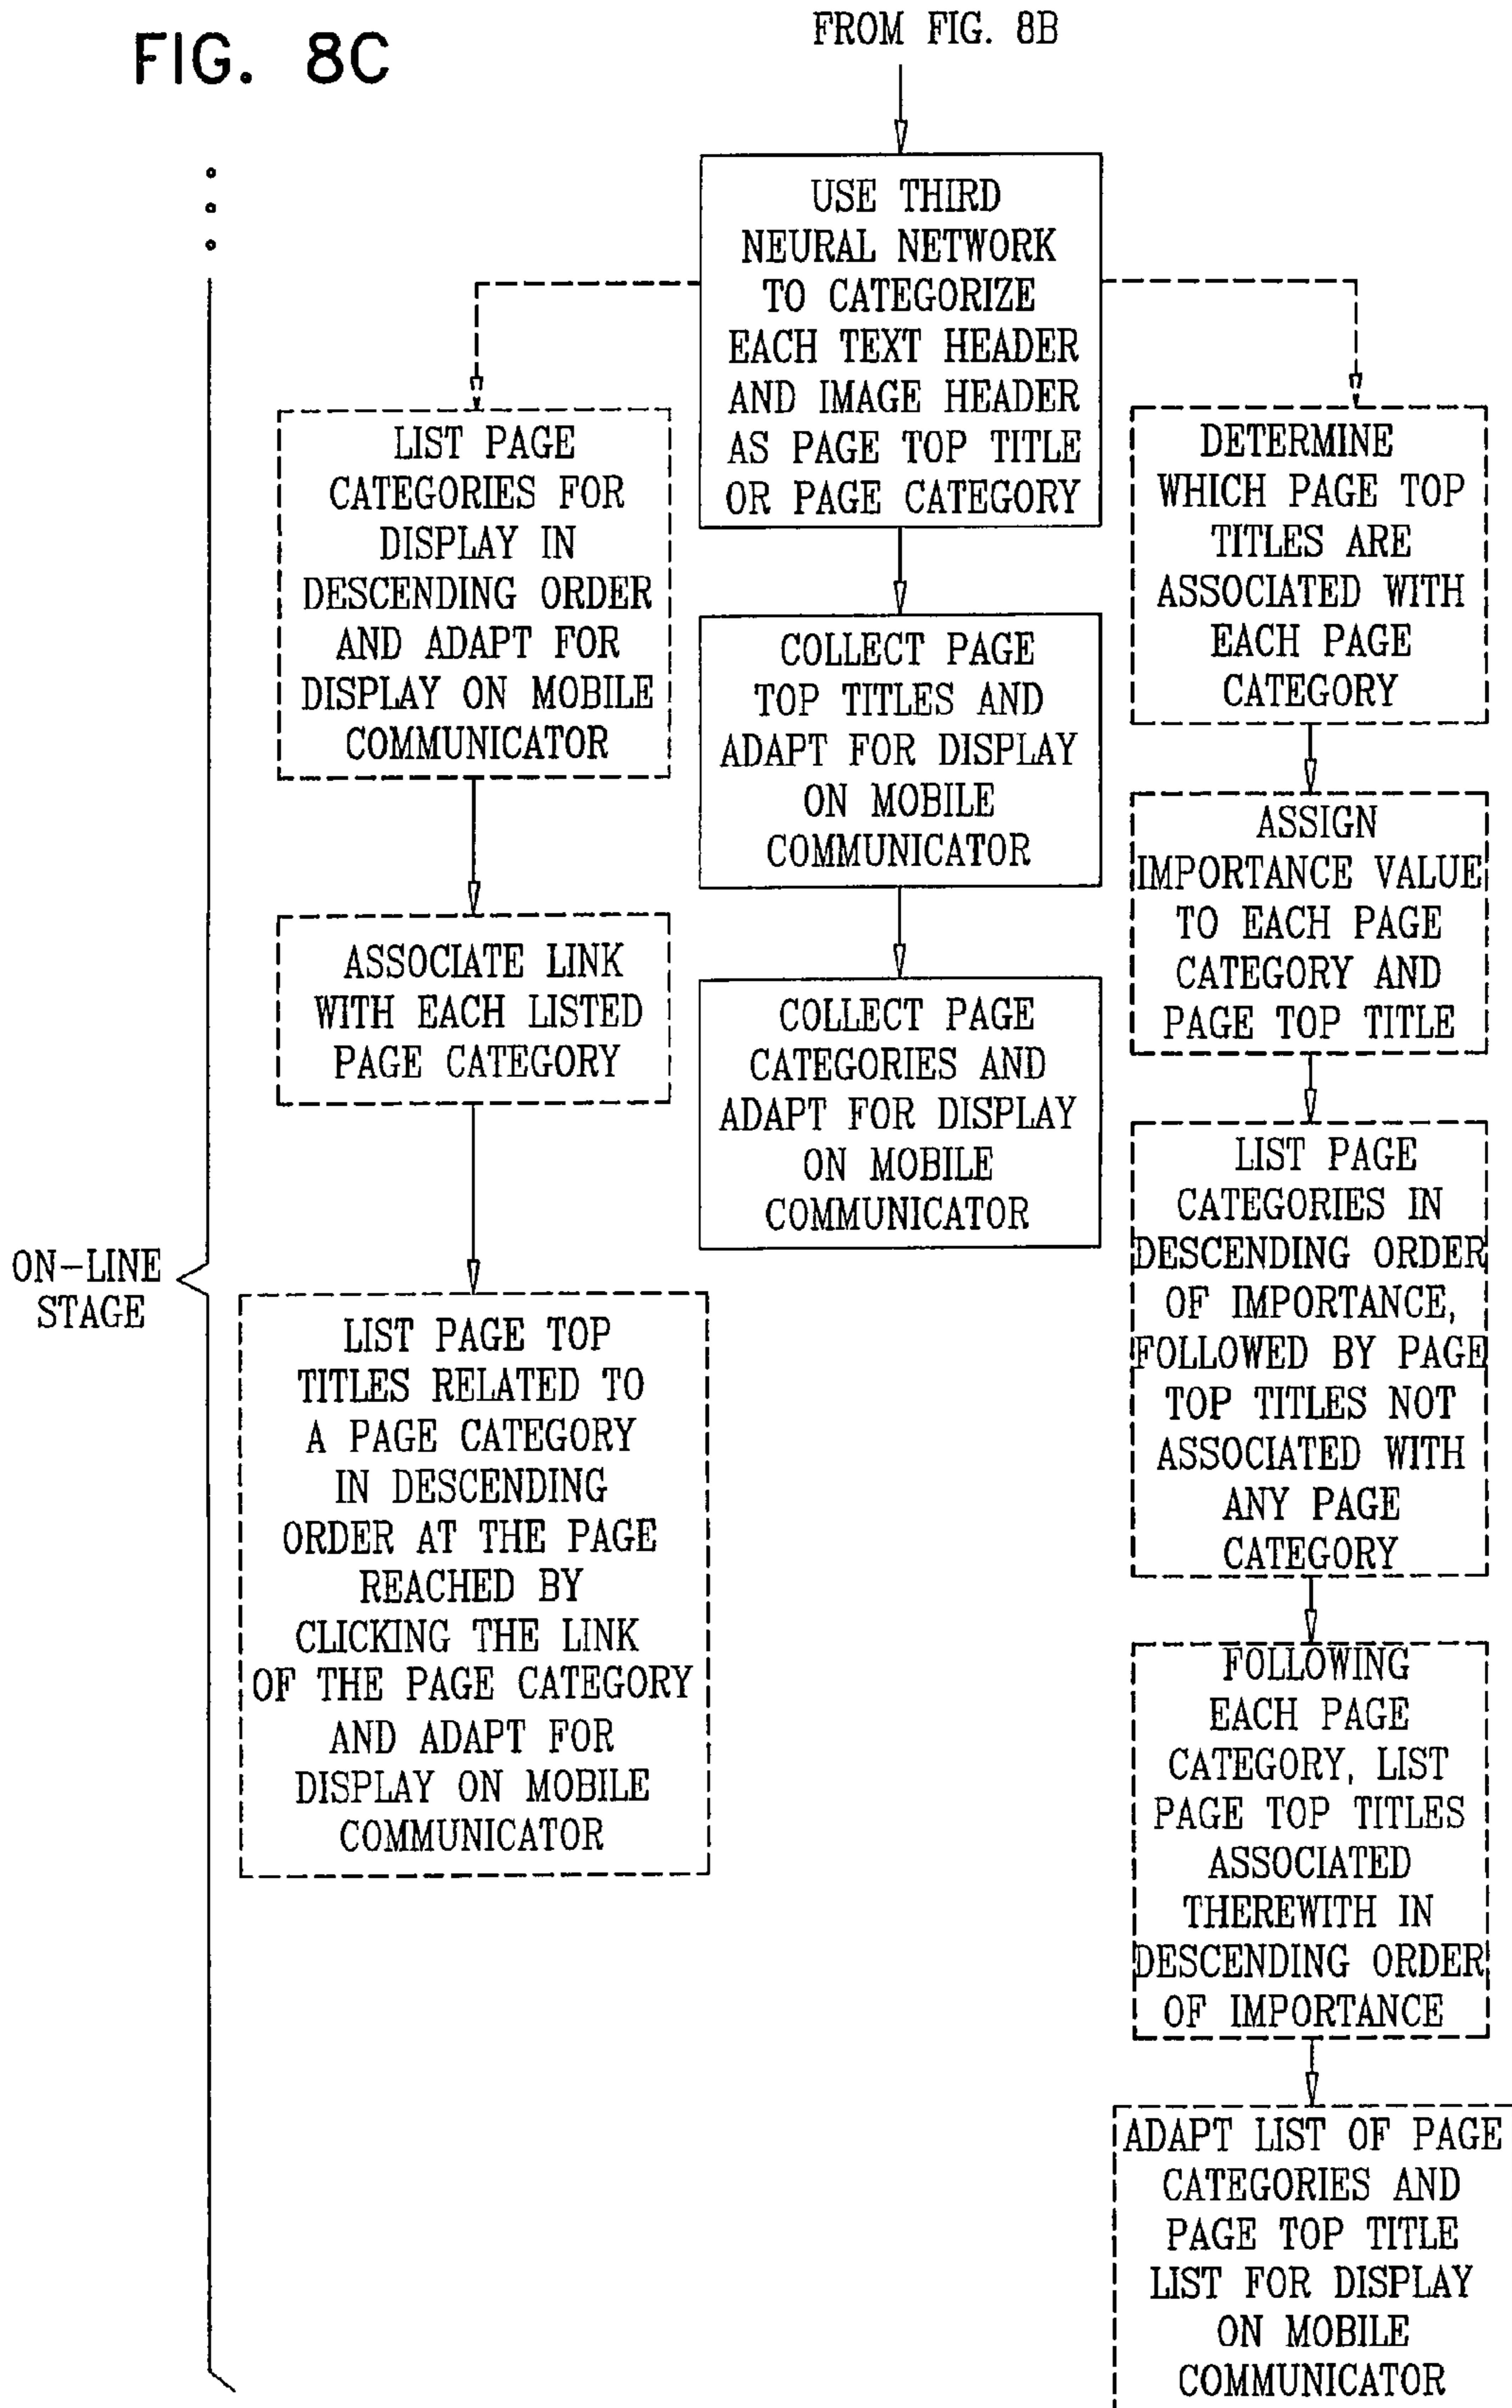 FIG. 8C
FROM FIG. 8B
USE THIRD
NEURAL NETWORK
TO CATEGORIZE
EACH TEXT HEADER
AND IMAGE HEADER
AS PAGE TOP TITLE
OR PAGE CATEGORY
LIST PAGE
CATEGORIES FOR
DISPLAY IN
DESCENDING ORDER
AND ADAPT FOR
DISPLAY ON MOBILE
COMMUNICATOR
ASSOCIATE LINK
WITH EACH LISTED
PAGE CATEGORY
LIST PAGE TOP
TITLES RELATED TO
A PAGE CATEGORY
IN DESCENDING
ORDER AT THE PAGE
REACHED BY
CLICKING THE LINK
OF THE PAGE CATEGORY
AND ADAPT FOR
DISPLAY ON MOBILE
COMMUNICATOR
COLLECT PAGE
TOP TITLES AND
ADAPT FOR DISPLAY
ON MOBILE
COMMUNICATOR
COLLECT PAGE
CATEGORIES AND
ADAPT FOR DISPLAY
ON MOBILE
COMMUNICATOR
DETERMINE
WHICH PAGE TOP
TITLES ARE
ASSOCIATED WITH
EACH PAGE
CATEGORY
ASSIGN
IMPORTANCE VALUE
TO EACH PAGE
CATEGORY AND
PAGE TOP TITLE
LIST PAGE
CATEGORIES IN
DESCENDING ORDER
OF IMPORTANCE,
FOLLOWED BY PAGE
TOP TITLES NOT
ASSOCIATED WITH
ANY PAGE
CATEGORY
FOLLOWING
EACH PAGE
CATEGORY, LIST
PAGE TOP TITLES
ASSOCIATED
THEREWITH IN
DESCENDING ORDER
OF IMPORTANCE
ADAPT LIST OF PAGE
CATEGORIES AND
PAGE TOP TITLE
LIST FOR DISPLAY
ON MOBILE
COMMUNICATOR
ON-LINE
STAGE